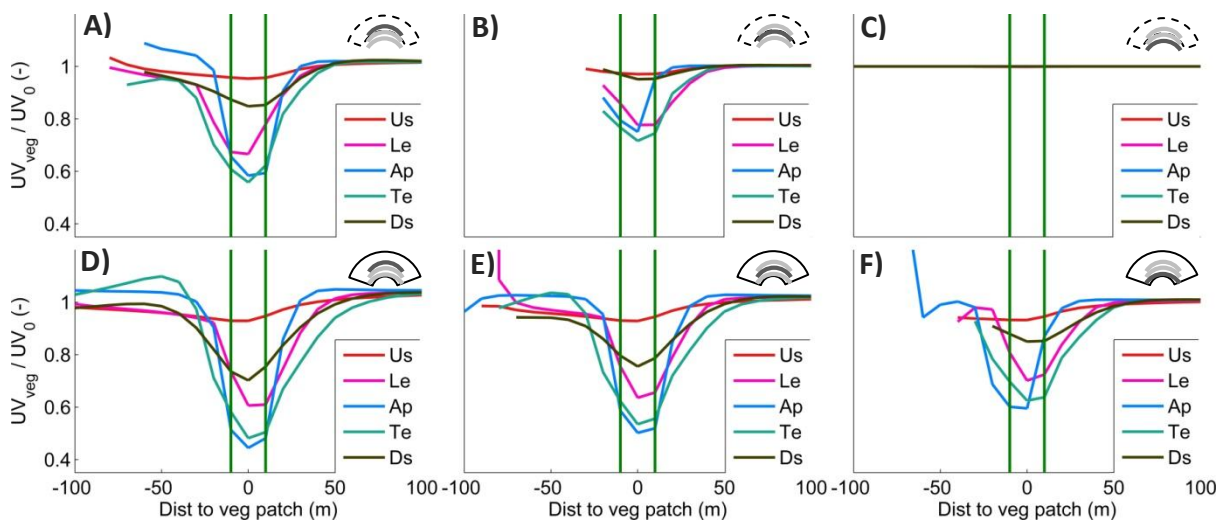 A)
B)
C)
UVveg / UV0 (-)
1
0.8
0.6
0.4
Us
Le
Ap
Te
Ds
Us
Le
Ap
Te
Ds
Us
Le
Ap
Te
Ds
D)
E)
F)
UVveg / UV0 (-)
1
0.8
0.6
0.4
Us
Le
Ap
Te
Ds
Us
Le
Ap
Te
Ds
Us
Le
Ap
Te
Ds
-100 -50 0 50 100
-50 0 50 100
-50 0 50 100
Dist to veg patch (m)
Dist to veg patch (m)
Dist to veg patch (m)